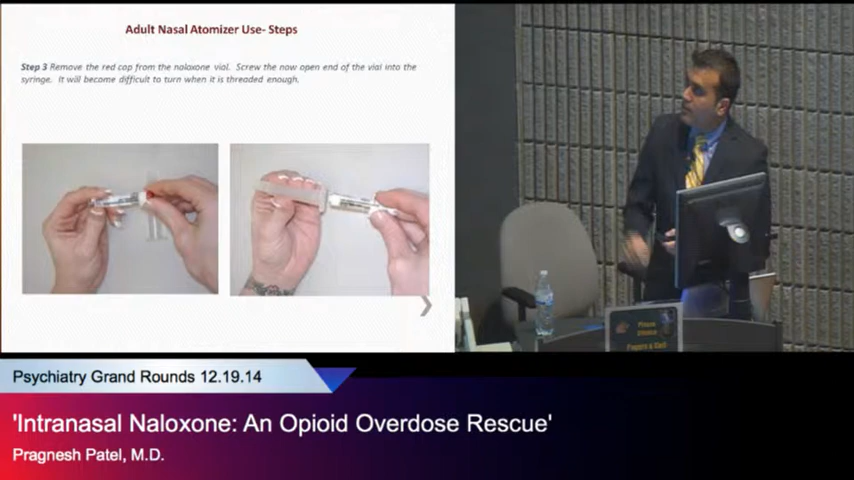 Adult Nasal Atomizer Use- Steps
Step 3 Remove the red cap from the naloxone vial. Screw the now open end of the vial into the
syringe. It will become difficult to turn when it is threaded enough.
Psychiatry Grand Rounds 12.19.14
'Intranasal Naloxone: An Opioid Overdose Rescue'
Pragnesh Patel, M.D.